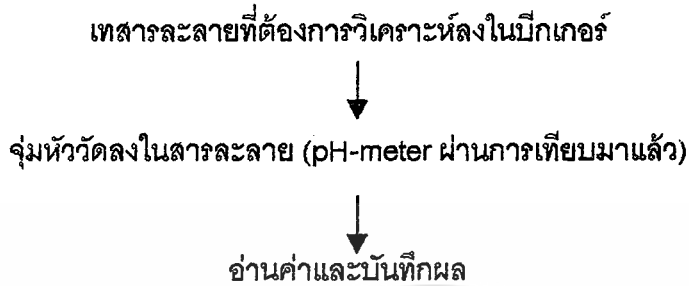 เทสารละลายที่ต้องการวิเคราะห์ลงในบีกเกอร์
จุ่มหัววัดลงในสารละลาย (pH-meter ผ่านการเทียบมาแล้ว)
อ่านค่าและบันทึกผล